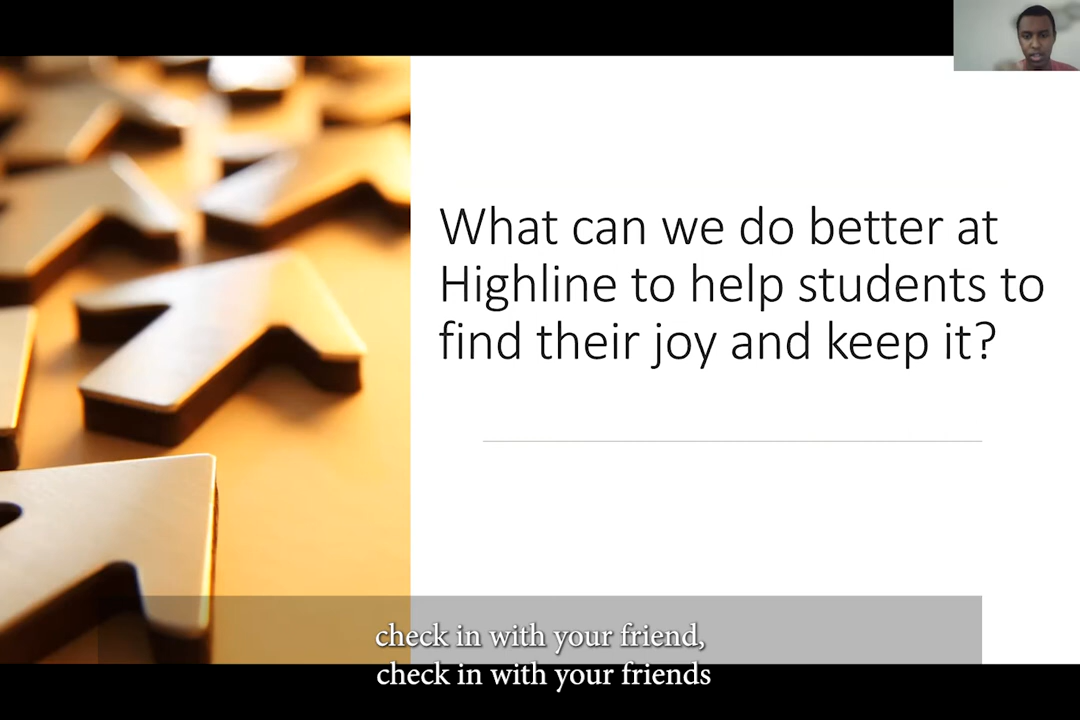 What can we do better at
Highline to help students to
find their joy and keep it?
check in with your friend,
check in with your friends